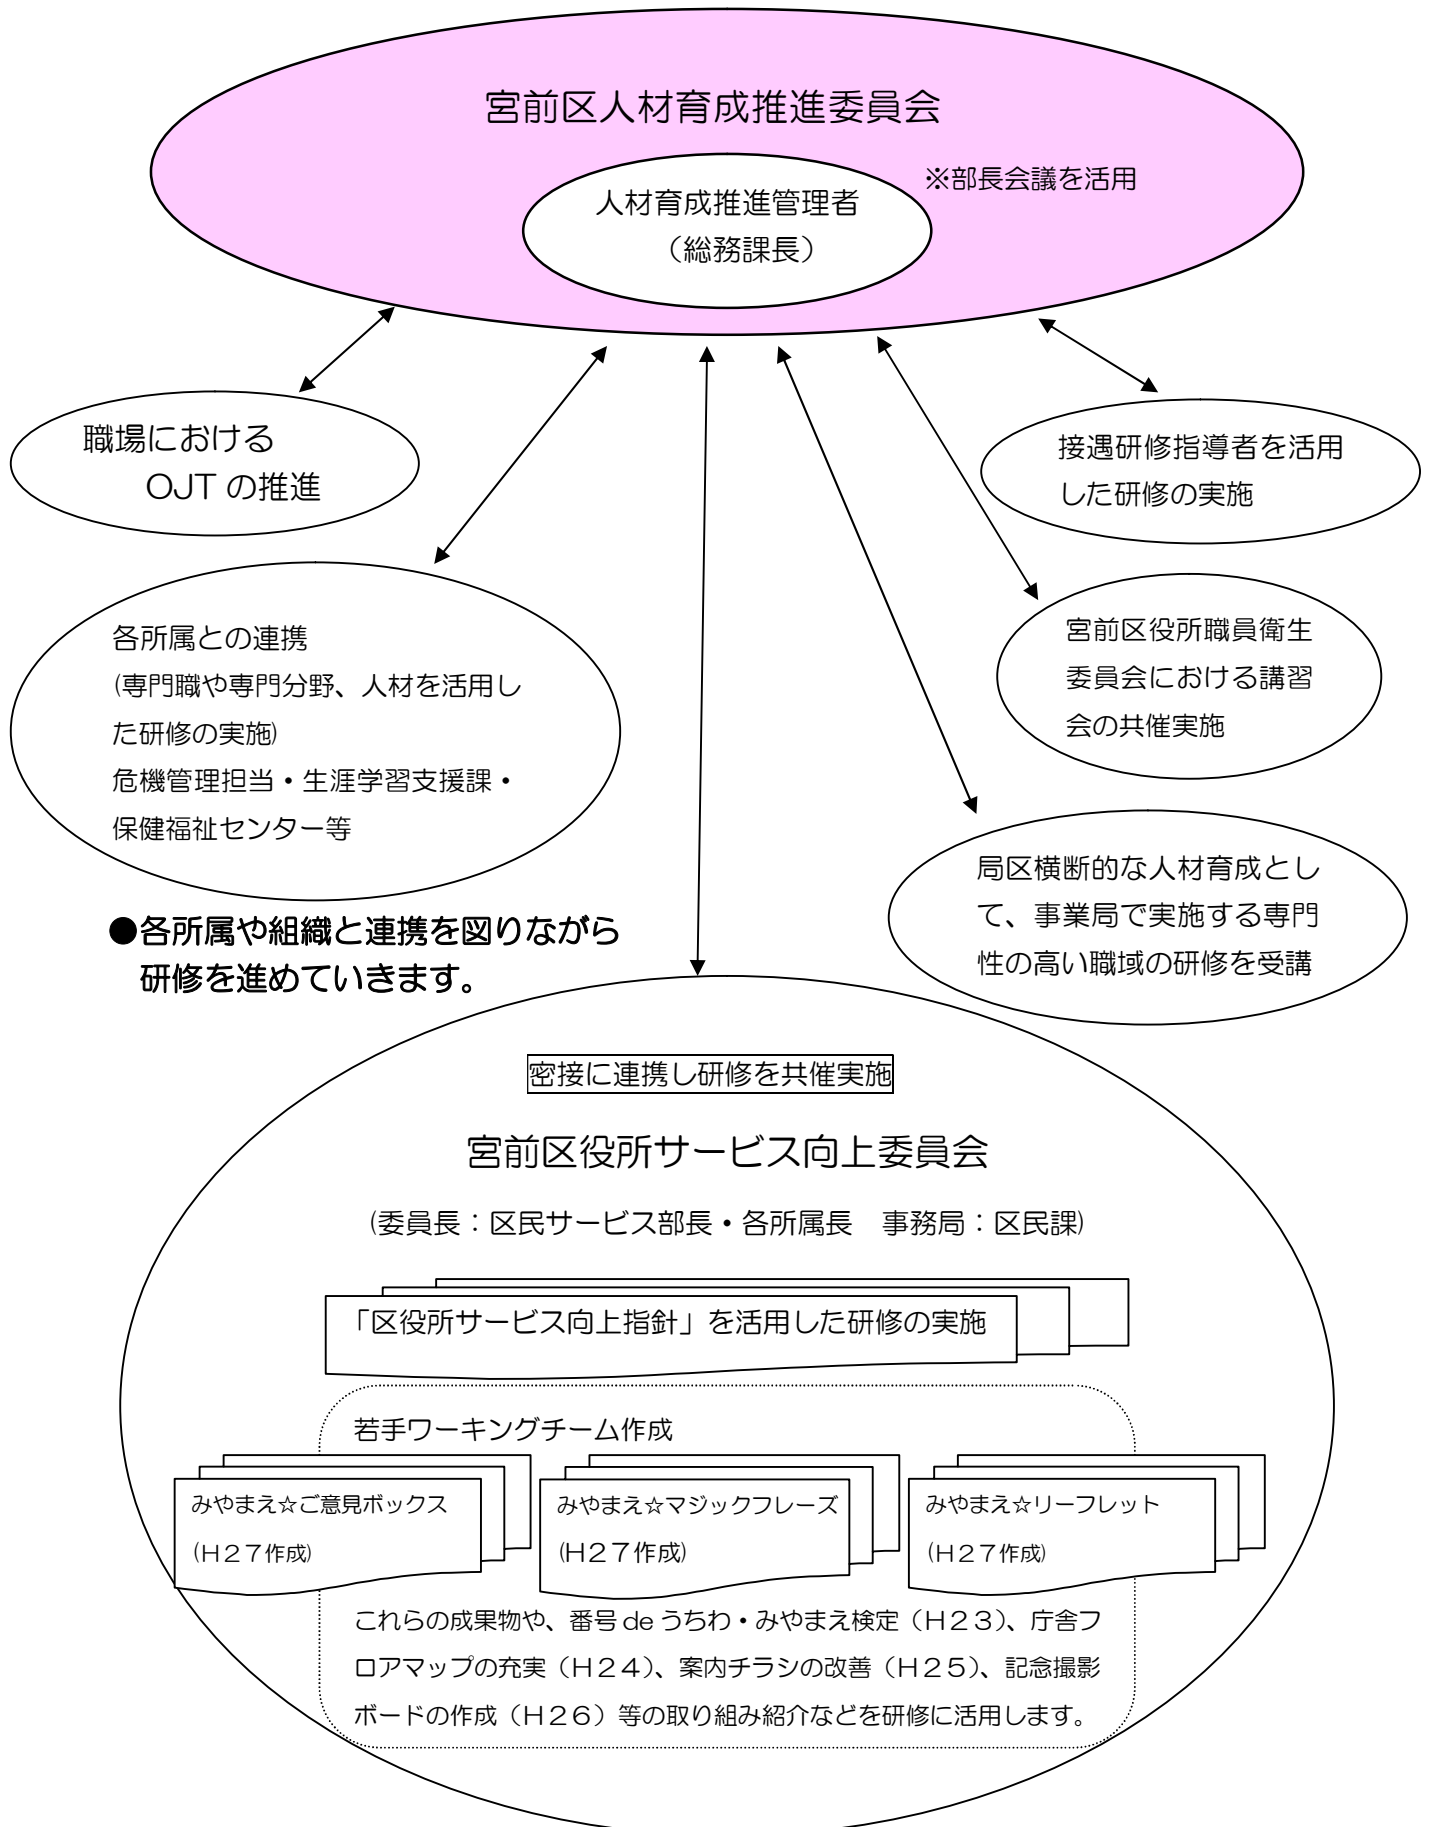 宮前区人材育成推進委員会
※部長会議を活用
人材育成推進管理者
（総務課長）
職場における
OJTの推進
接遇研修指導者を活用
した研修の実施
各所属との連携
(専門職や専門分野、人材を活用し
た研修の実施)
危機管理担当・生涯学習支援課・
保健福祉センター等
宮前区役所職員衛生
委員会における講習
会の共催実施
局区横断的な人材育成とし
て、事業局で実施する専門
性の高い職域の研修を受講
●各所属や組織と連携を図りながら
研修を進めていきます。
密接に連携し研修を共催実施
宮前区役所サービス向上委員会
(委員長：区民サービス部長・各所属長　事務局：区民課)
「区役所サービス向上指針」を活用した研修の実施
若手ワーキングチーム作成
みやまえ☆ご意見ボックス
(H２７作成)
みやまえ☆マジックフレーズ
(H２７作成)
みやまえ☆リーフレット
(H２７作成)
これらの成果物や、番号 de うちわ・みやまえ検定（H２３）、庁舎フ
ロアマップの充実（H２４）、案内チラシの改善（H２５）、記念撮影
ボードの作成（H２６）等の取り組み紹介などを研修に活用します。